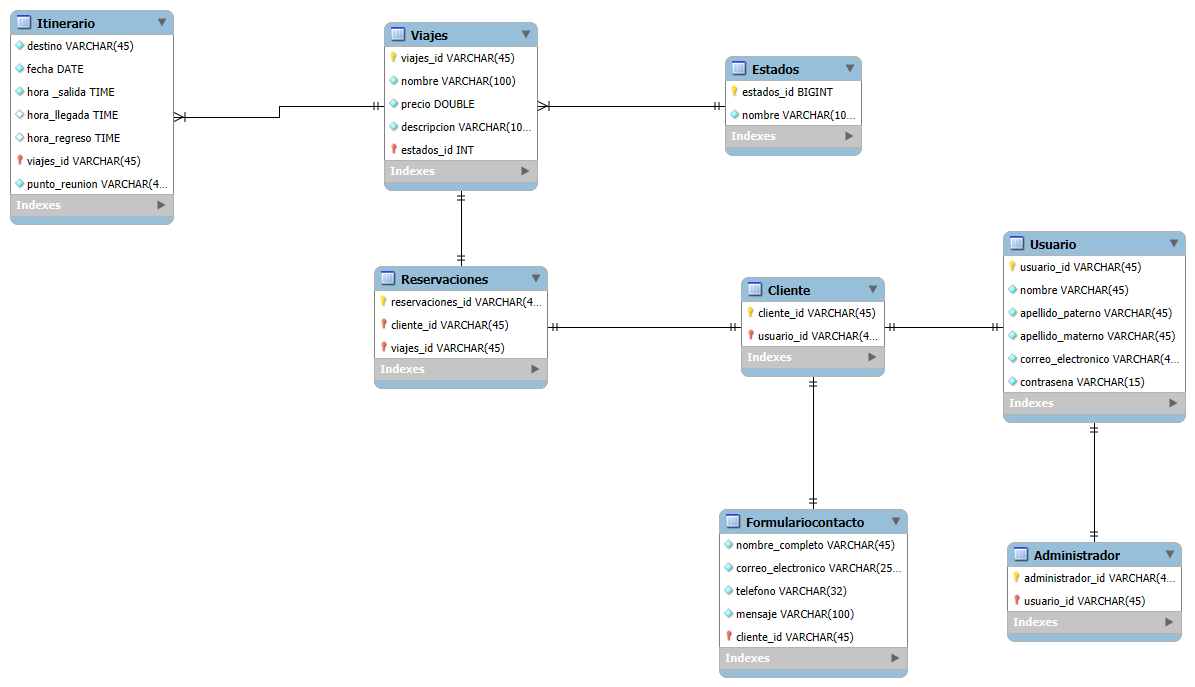 Itinerario
destino VARCHAR(45)
fecha DATE
hora _salida TIME
hora_llegada TIME
hora_regreso TIME
viajes_id VARCHAR(45)
punto_reunion VARCHAR(4...
Indexes
Viajes
viajes_id VARCHAR(45)
nombre VARCHAR(100)
precio DOUBLE
descripcion VARCHAR(10...
estados_id INT
Indexes
Estados
estados_id BIGINT
nombre VARCHAR(10...
Indexes
Reservaciones
reservaciones_id VARCHAR(4...
cliente_id VARCHAR(45)
viajes_id VARCHAR(45)
Indexes
Cliente
client_id VARCHAR(45)
usuario_id VARCHAR(4...
Indexes
Usuario
usuario_id VARCHAR(45)
nombre VARCHAR(45)
apellido_paterno VARCHAR(45)
apellido_materno VARCHAR(45)
correo_electronico VARCHAR(4...
contrasena VARCHAR(15)
Indexes
Formulariocontacto
nombre_completo VARCHAR(45)
correo_electronico VARCHAR(25...
telefono VARCHAR(32)
mensaje VARCHAR(100)
cliente_id VARCHAR(45)
Indexes
Administrador
administrador_id VARCHAR(4...
usuario_id VARCHAR(45)
Indexes